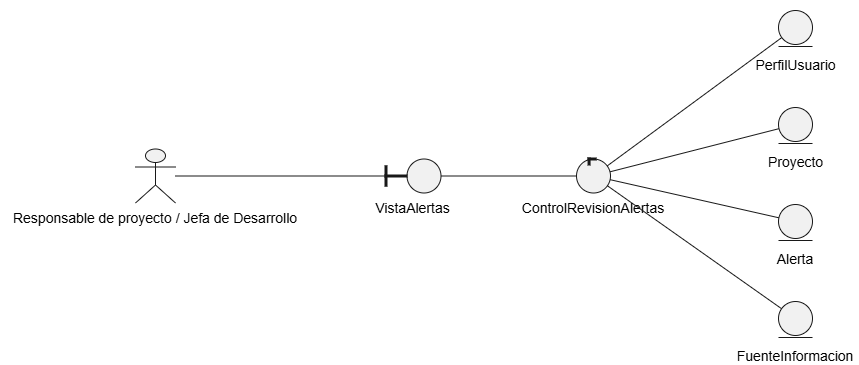 PerfilUsuario
Proyecto
Responsable de proyecto / Jefa de Desarrollo
VistaAlertas
ControlRevisionAlertas
Alerta
FuenteInformacion